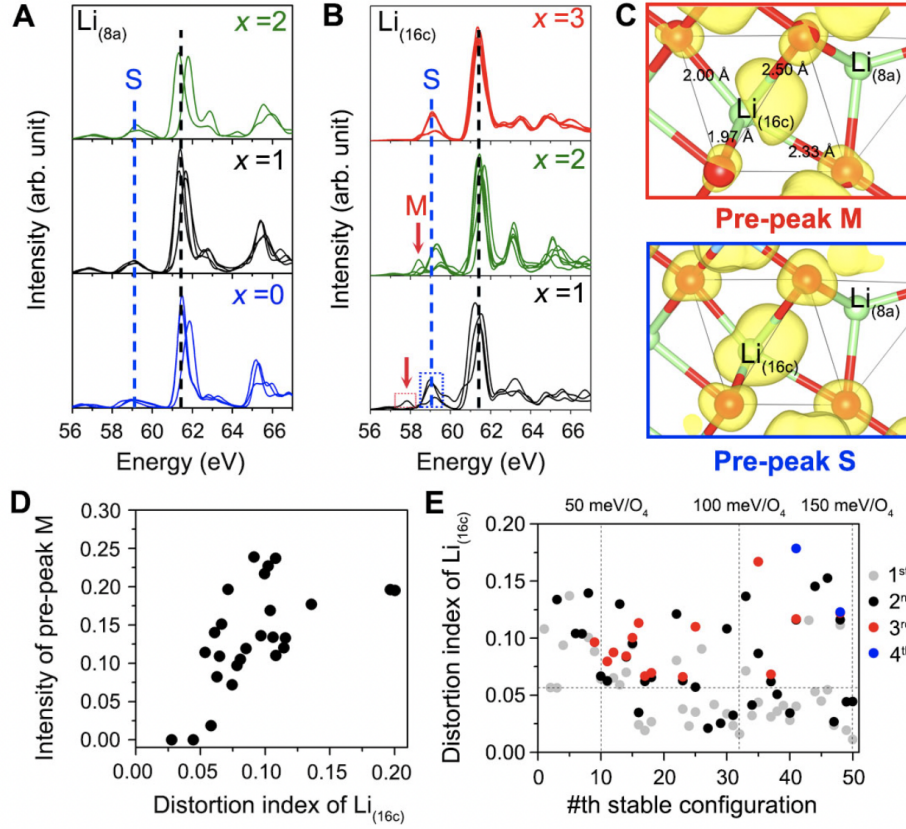 A
Li(8a)
x=2
S
x=1
x=0
Intensity (arb. unit)
56 58 60 62 64 66
Energy (eV)
B
Li(16c)
x=3
S
x=2
M
x=1
Intensity (arb. unit)
56 58 60 62 64 66
Energy (eV)
C
2.00 Å
2.50 Å
Li(8a)
Li(16c)
1.97 Å
2.33 Å
Pre-peak M
Li(8a)
Li(16c)
Pre-peak S
D
Intensity of pre-peak M
0.30
0.25
0.20
0.15
0.10
0.05
0.00
0.00 0.05 0.10 0.15 0.20
Distortion index of Li(16c)
E
50 meV/O4
100 meV/O4
150 meV/O4
Distortion index of Li(16c)
0.20
0.15
0.10
0.05
0.00
0 10 20 30 40 50
#th stable configuration
1s
2n
3r
4t